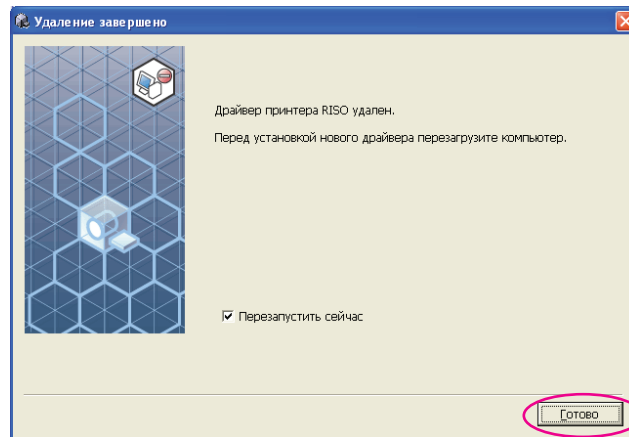 Удаление завершено
Драйвер принтера RISO удален.
Перед установкой нового драйвера перезагрузите компьютер.
Перезапустить сейчас
Готово